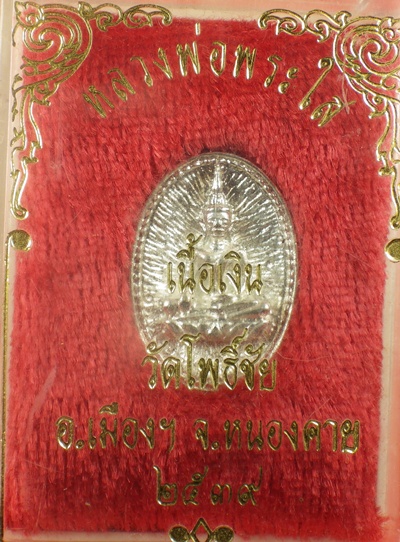 หลวงพ่อพระใส
เนื้อเงิน
วัดโพธิ์ชัย
อ.เมืองฯ จ.หนองคาย
๒๕๓๙